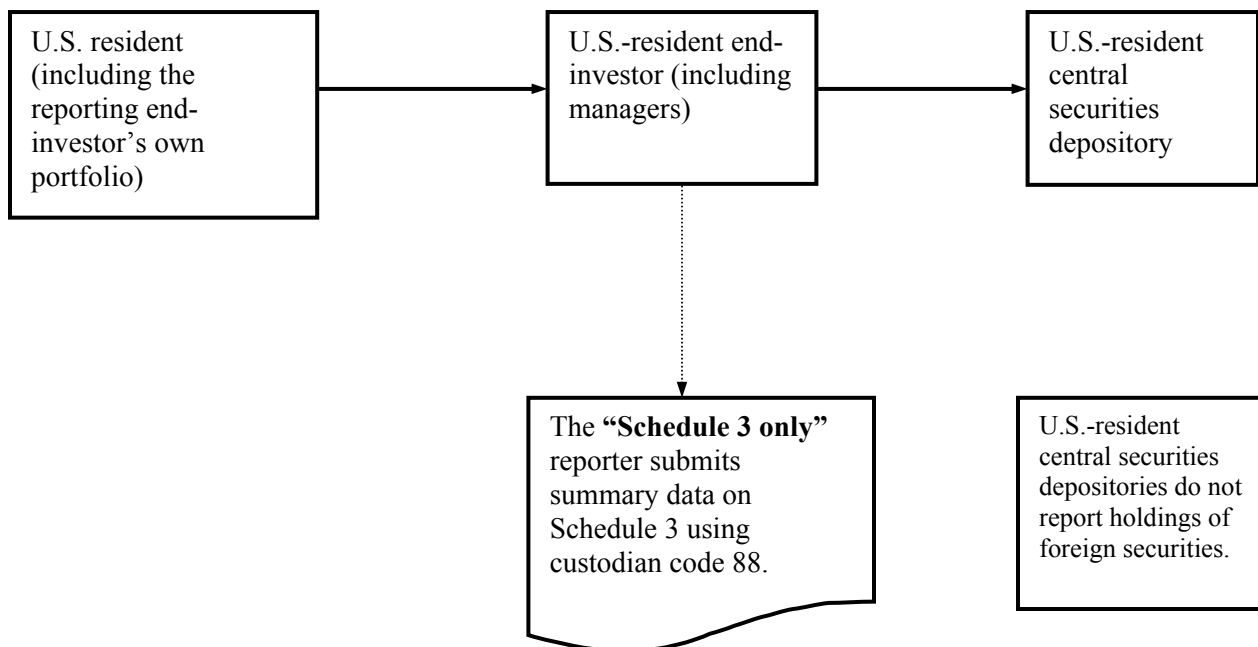 U.S. resident
(including the
reporting end-
investor's own
portfolio)
U.S.-resident end-
investor (including
managers)
U.S.-resident
central
securities
depository
The “Schedule 3 only”
reporter submits
summary data on
Schedule 3 using
custodian code 88.
U.S.-resident
central securities
depositories do not
report holdings of
foreign securities.